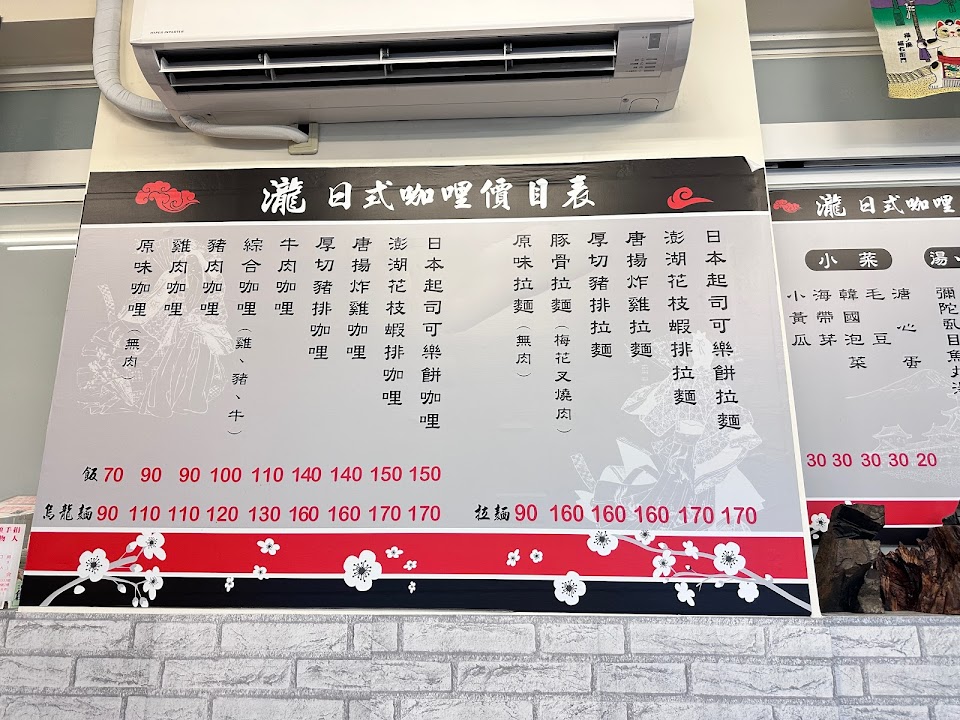 瀧 日式咖哩價目表
原味咖哩（無肉）
雞肉咖哩
豬肉咖哩
綜合咖哩（雞、豬、牛）
牛肉咖哩
厚切豬排咖哩
唐揚炸雞咖哩
澎湖花枝蝦排咖哩
日本起司可樂餅咖哩
飯 70 90 90 100 110 140 140 150 150
烏龍麵 90 110 110 120 130 160 160 170 170
原味拉麵（無肉）
豚骨拉麵（梅花叉燒肉）
厚切豬排拉麵
唐揚炸雞拉麵
澎湖花枝蝦排拉麵
日本起司可樂餅拉麵
拉麵 90 160 160 160 170 170
瀧 日式咖哩
小菜
小黃瓜
海帶芽
韓國泡菜
毛豆
溏心蛋
30 30 30 30 20
湯、